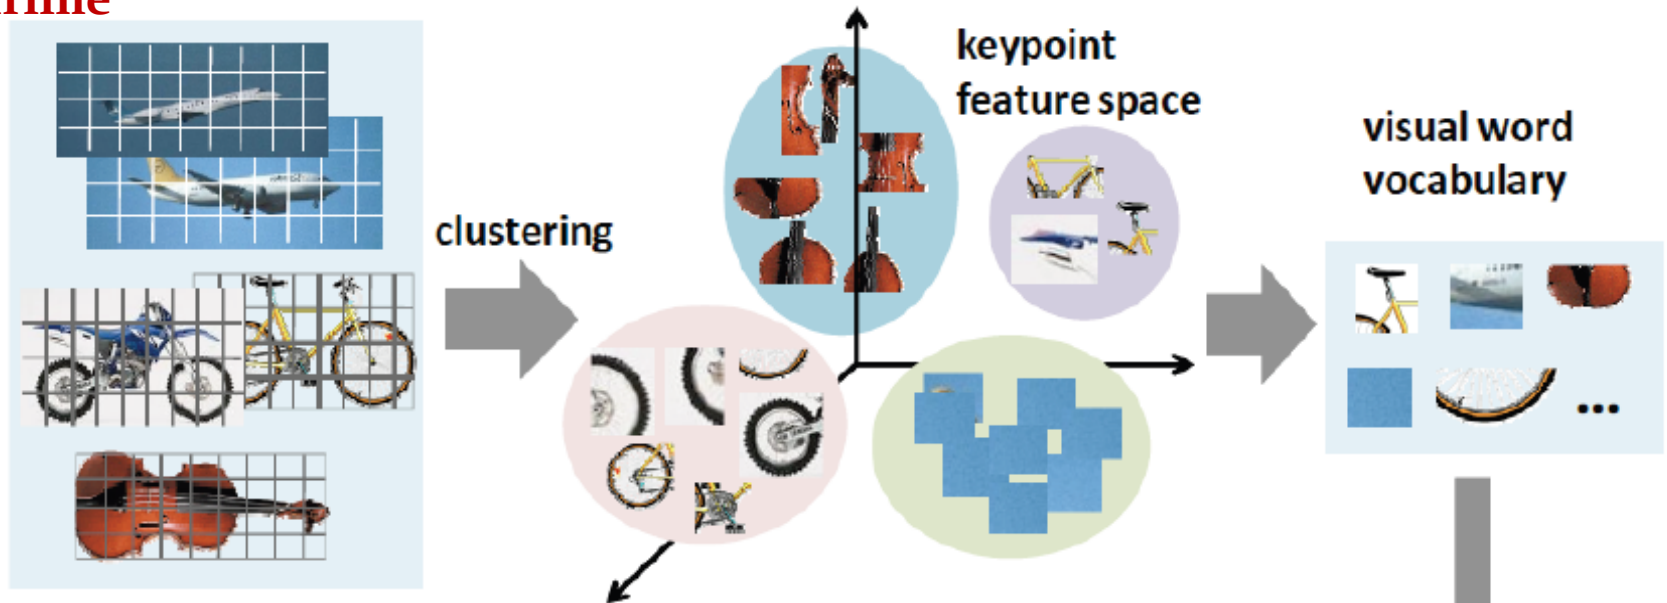 clustering
keypoint
feature space
visual word
vocabulary
...